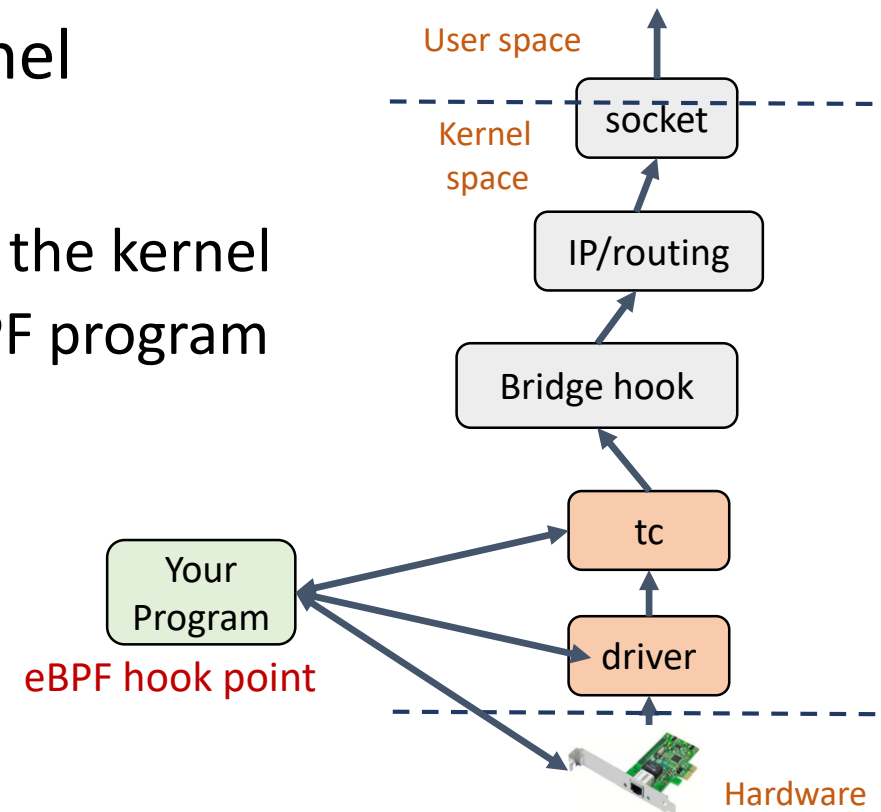 nel
the kernel
PF program
User space
socket
Kernel
space
IP/routing
Bridge hook
tc
Your
Program
driver
eBPF hook point
Hardware